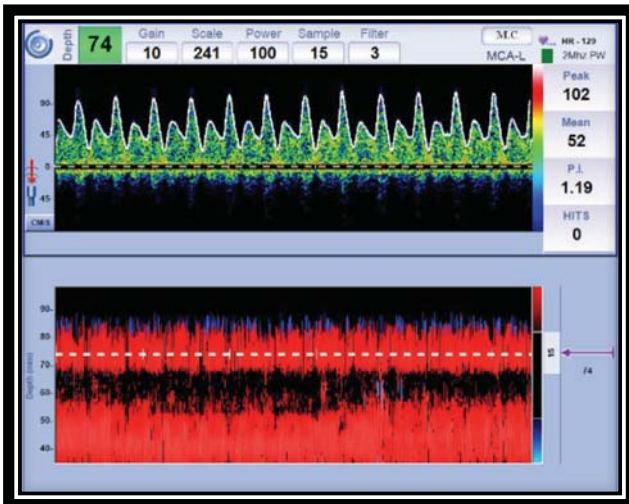 Depth 74 Gain 10 Scale 241 Power 100 Sample 15 Filter 3
M.C.
MCA-L
HR - 129
2Mhz PW
Peak
102
Mean
52
P.I.
1.19
HITS
0
90
45
0
45
CM/S
Depth (mm)
90
80
70
60
50
40
15
74